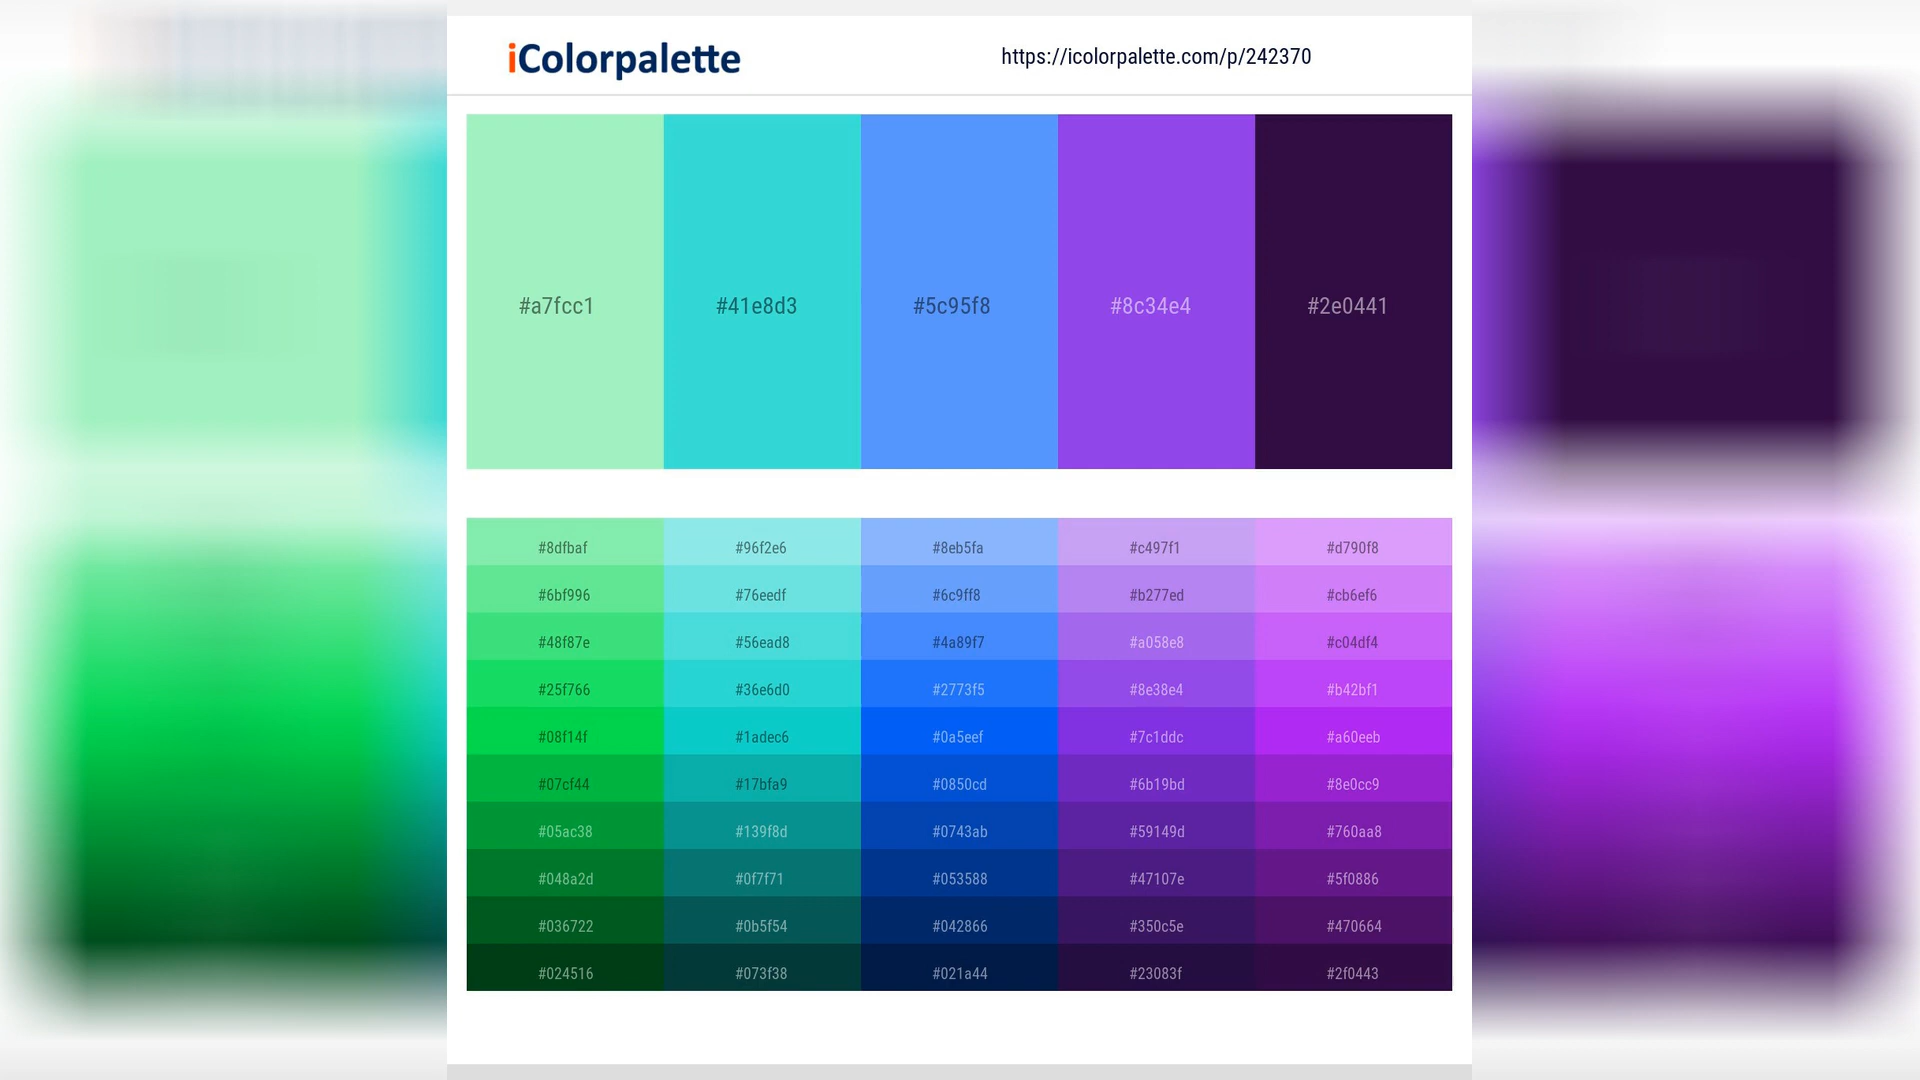 iColorpalette https://icolorpalette.com/p/242370
#a7fcc1 #41e8d3 #5c95f8 #8c34e4 #2e0441
#8dfbaf #96f2e6 #8eb5fa #c497f1 #d790f8
#6bf996 #76eedf #6c9ff8 #b277ed #cb6ef6
#48f87e #56ead8 #4a89f7 #a058e8 #c04df4
#25f766 #36e6d0 #2773f5 #8e38e4 #b42bf1
#08f14f #1adec6 #0a5eef #7c1ddc #a60eeb
#07cf44 #17bfa9 #0850cd #6b19bd #8e0cc9
#05ac38 #139f8d #0743ab #59149d #760aa8
#048a2d #0f7f71 #053588 #47107e #5f0886
#036722 #0b5f54 #042866 #350c5e #470664
#024516 #073f38 #021a44 #23083f #2f0443